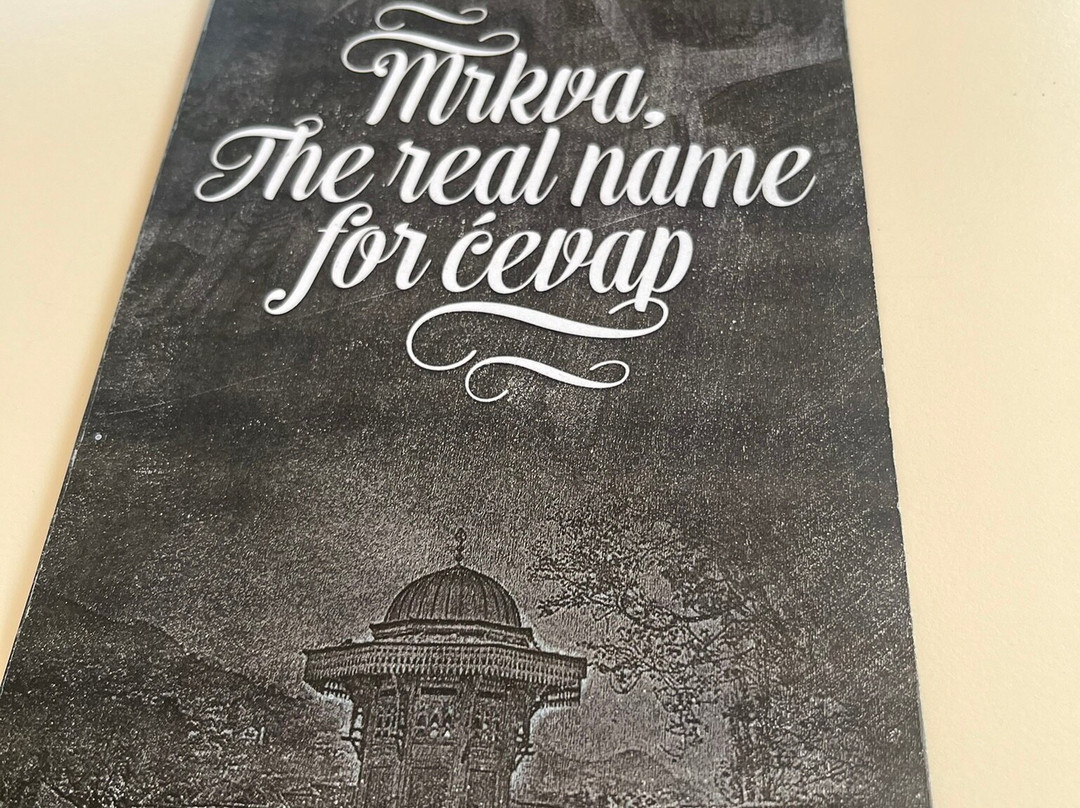 Mrkva,
The real name
for ćevap